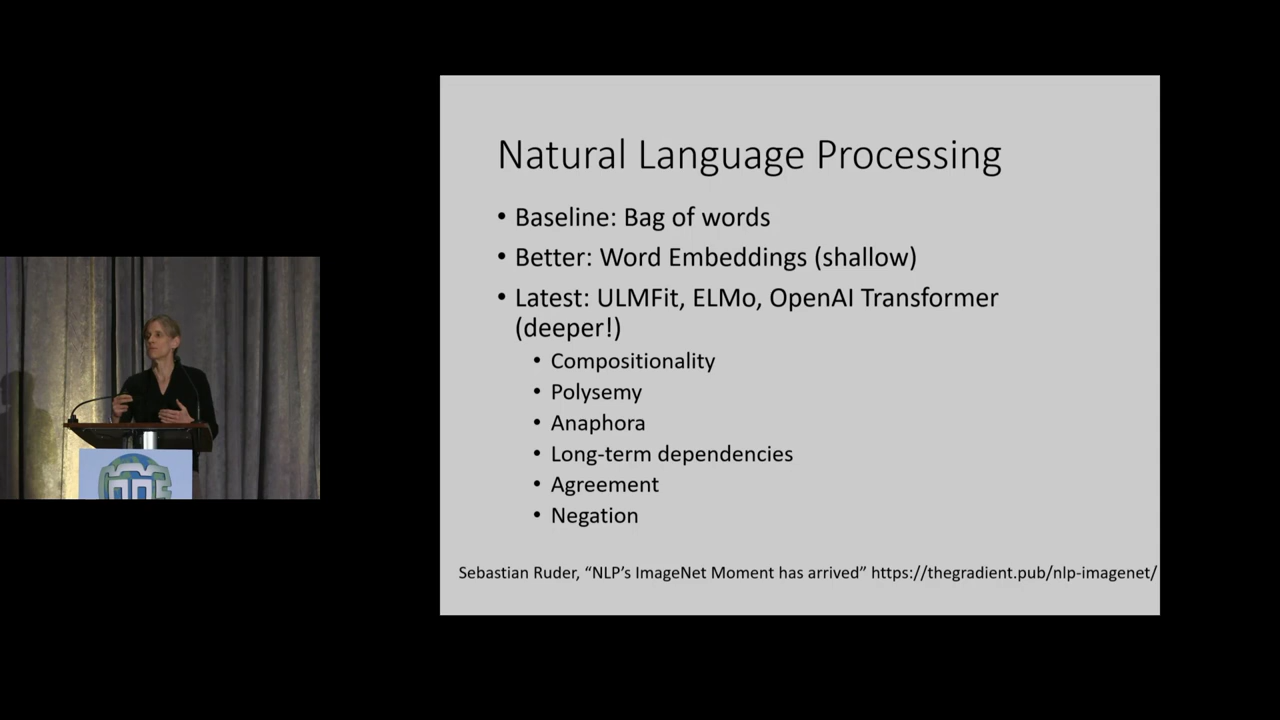 Natural Language Processing
• Baseline: Bag of words
• Better: Word Embeddings (shallow)
• Latest: ULMFit, ELMo, OpenAI Transformer
(deeper!)
• Compositionality
• Polysemy
• Anaphora
• Long-term dependencies
• Agreement
• Negation
Sebastian Ruder, “NLP’s ImageNet Moment has arrived” https://thegradient.pub/nlp-imagenet/